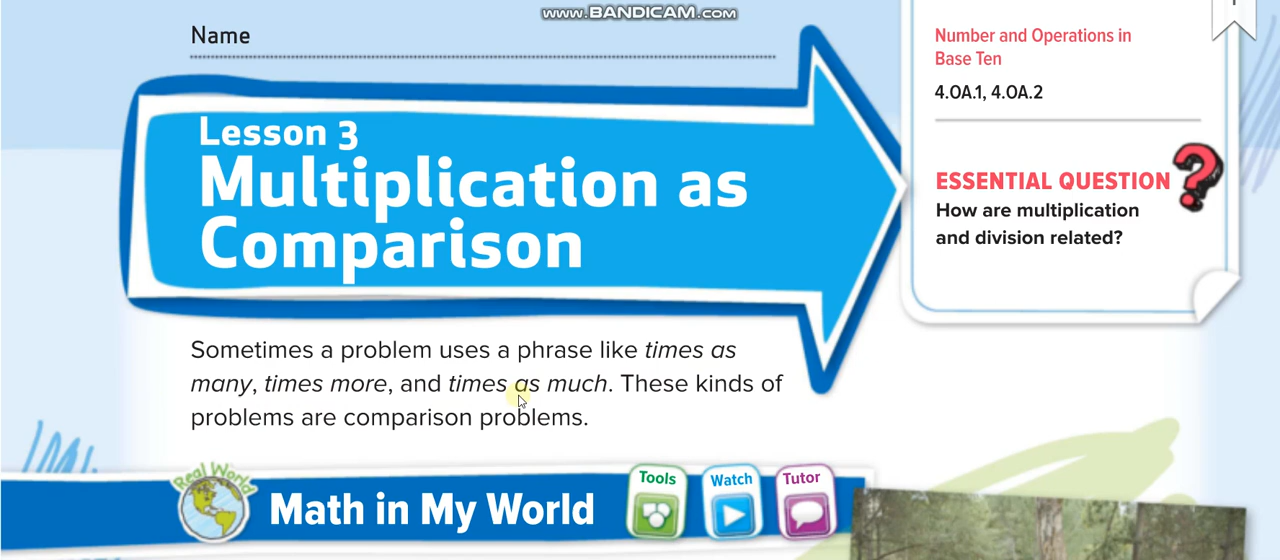 www.BANDICAM.com
Name
Lesson 3
Multiplication as
Comparison
Number and Operations in
Base Ten
4.OA.1, 4.OA.2
ESSENTIAL QUESTION
How are multiplication
and division related?
Sometimes a problem uses a phrase like times as
many, times more, and times as much. These kinds of
problems are comparison problems.
Real World
Math in My World
Tools
Watch
Tutor